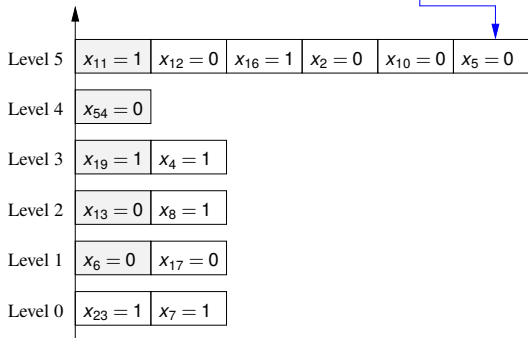 Level 5 x₁₁ = 1 x₁₂ = 0 x₁₆ = 1 x₂ = 0 x₁₀ = 0 x₅ = 0
Level 4 x₅₄ = 0
Level 3 x₁₉ = 1 x₄ = 1
Level 2 x₁₃ = 0 x₈ = 1
Level 1 x₆ = 0 x₁₇ = 0
Level 0 x₂₃ = 1 x₇ = 1